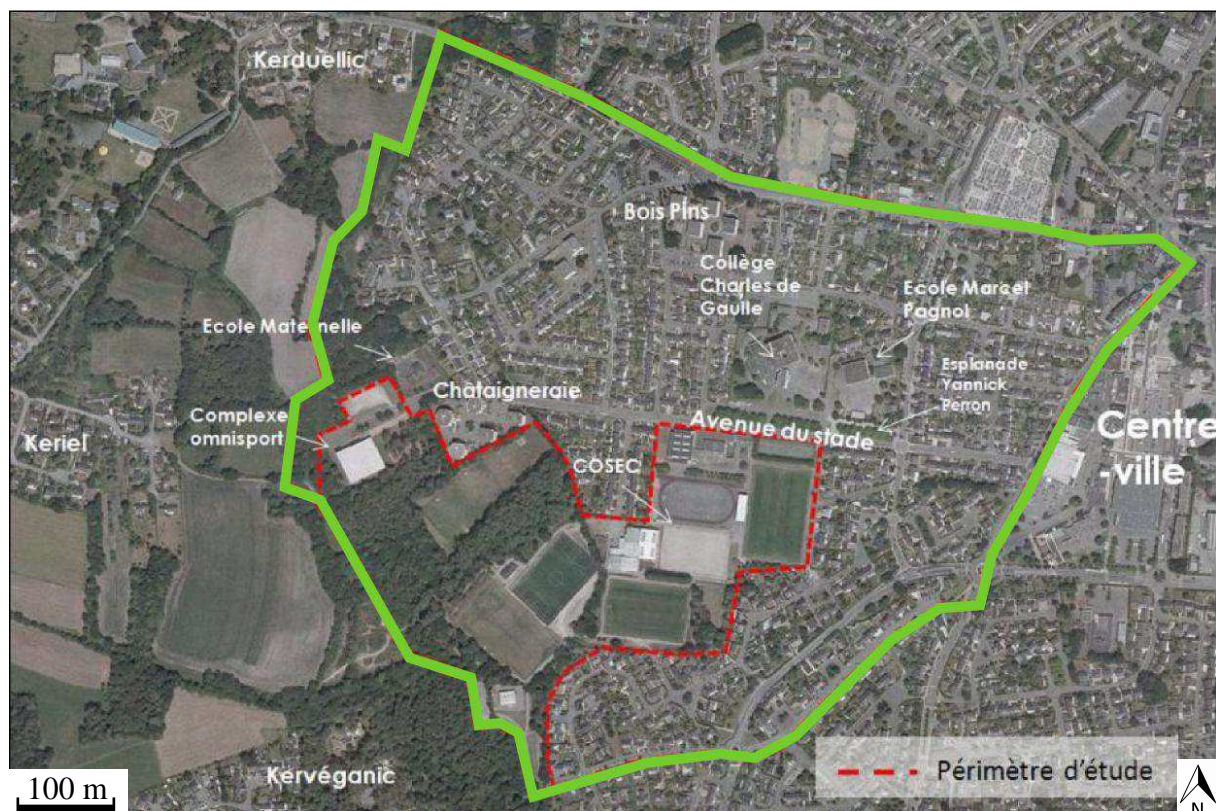 Kerduellic
Bois Pins
Collège
Charles de
Gaulle
Ecole Marcel
Pagnol
Ecole Maternelle
Esplanade
Yannick
Perron
Châtaigneraie
Complexe
omnisport
Avenue du stade
Keriel
Centre
-ville
COSEC
Kervéganic
Périmètre d'étude
100 m
N